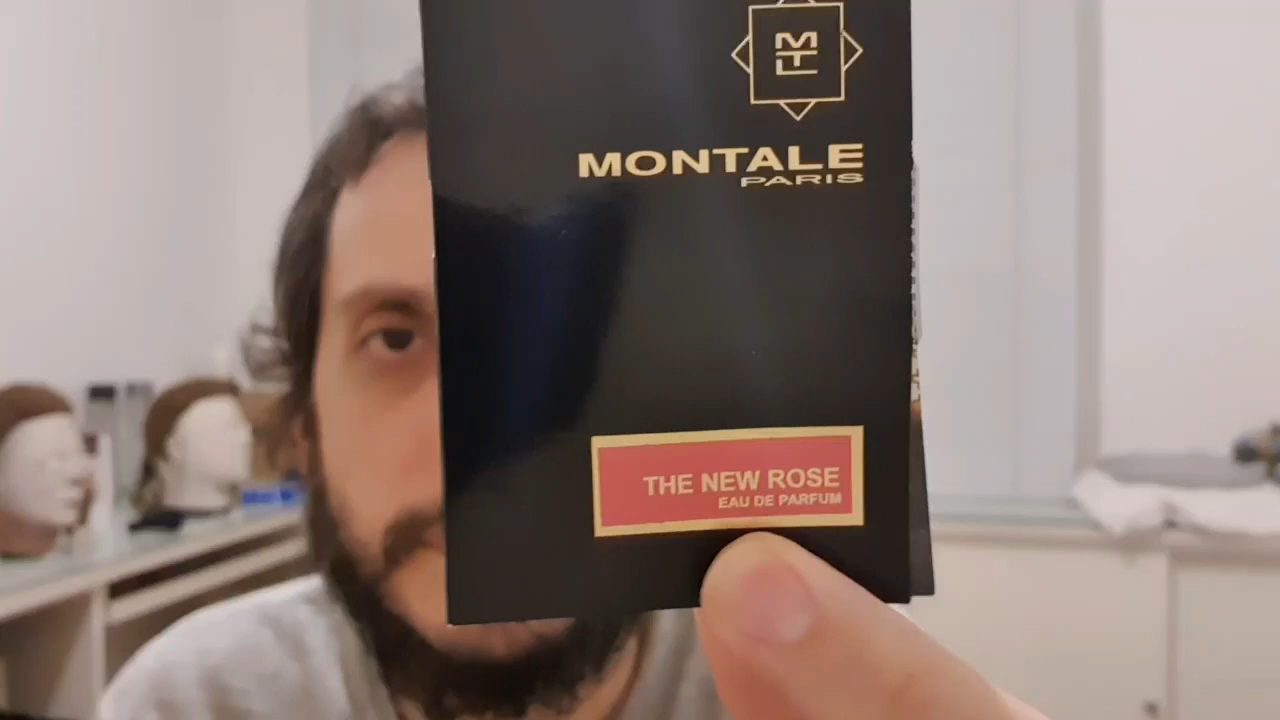 MTL
MONTALE
PARIS
THE NEW ROSE
EAU DE PARFUM